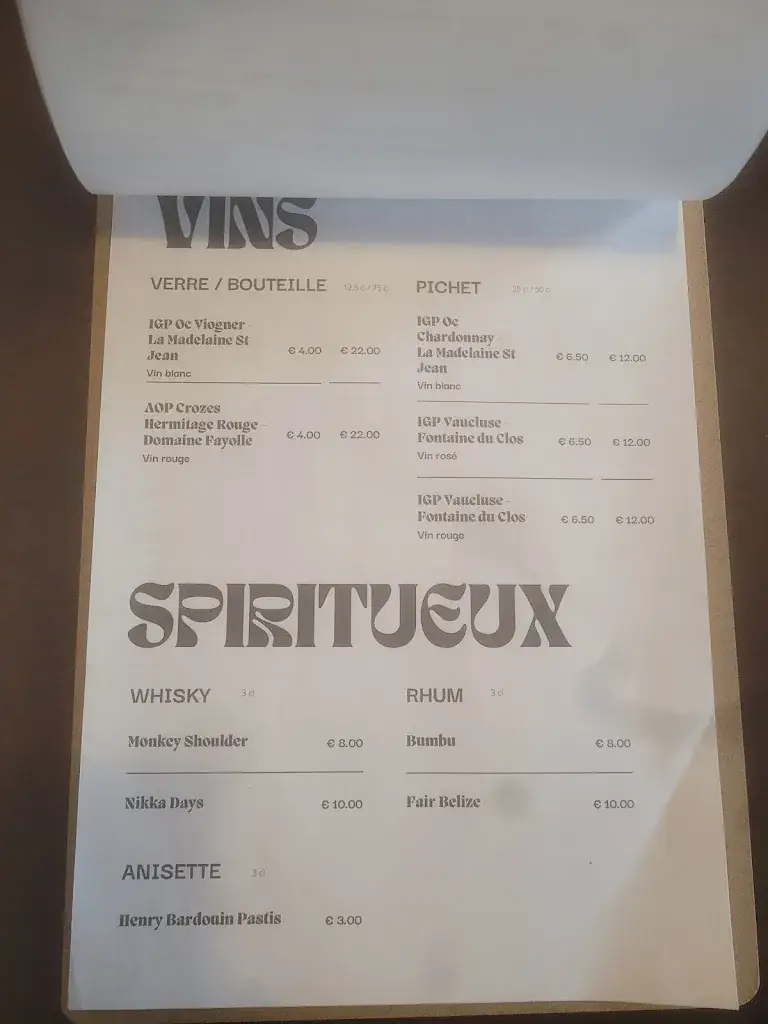 VINS
VERRE / BOUTEILLE 12.5 cl / 75 cl
IGP Oc Viogner -
La Madelaine St
Jean
€ 4.00 € 22.00
Vin blanc
AOP Crozes
Hermitage Rouge -
Domaine Fayolle
€ 4.00 € 22.00
Vin rouge
PICHET 25 cl / 50 cl
IGP Oc
Chardonnay -
La Madelaine St
Jean
€ 6.50 € 12.00
Vin blanc
IGP Vaucluse -
Fontaine du Clos
€ 6.50 € 12.00
Vin rosé
IGP Vaucluse -
Fontaine du Clos
€ 6.50 € 12.00
Vin rouge
SPIRITUEUX
WHISKY 3 cl
Monkey Shoulder € 8.00
Nikka Days € 10.00
RHUM 3 cl
Bumbu € 8.00
Fair Belize € 10.00
ANISETTE 3 cl
Henry Bardouin Pastis € 3.00